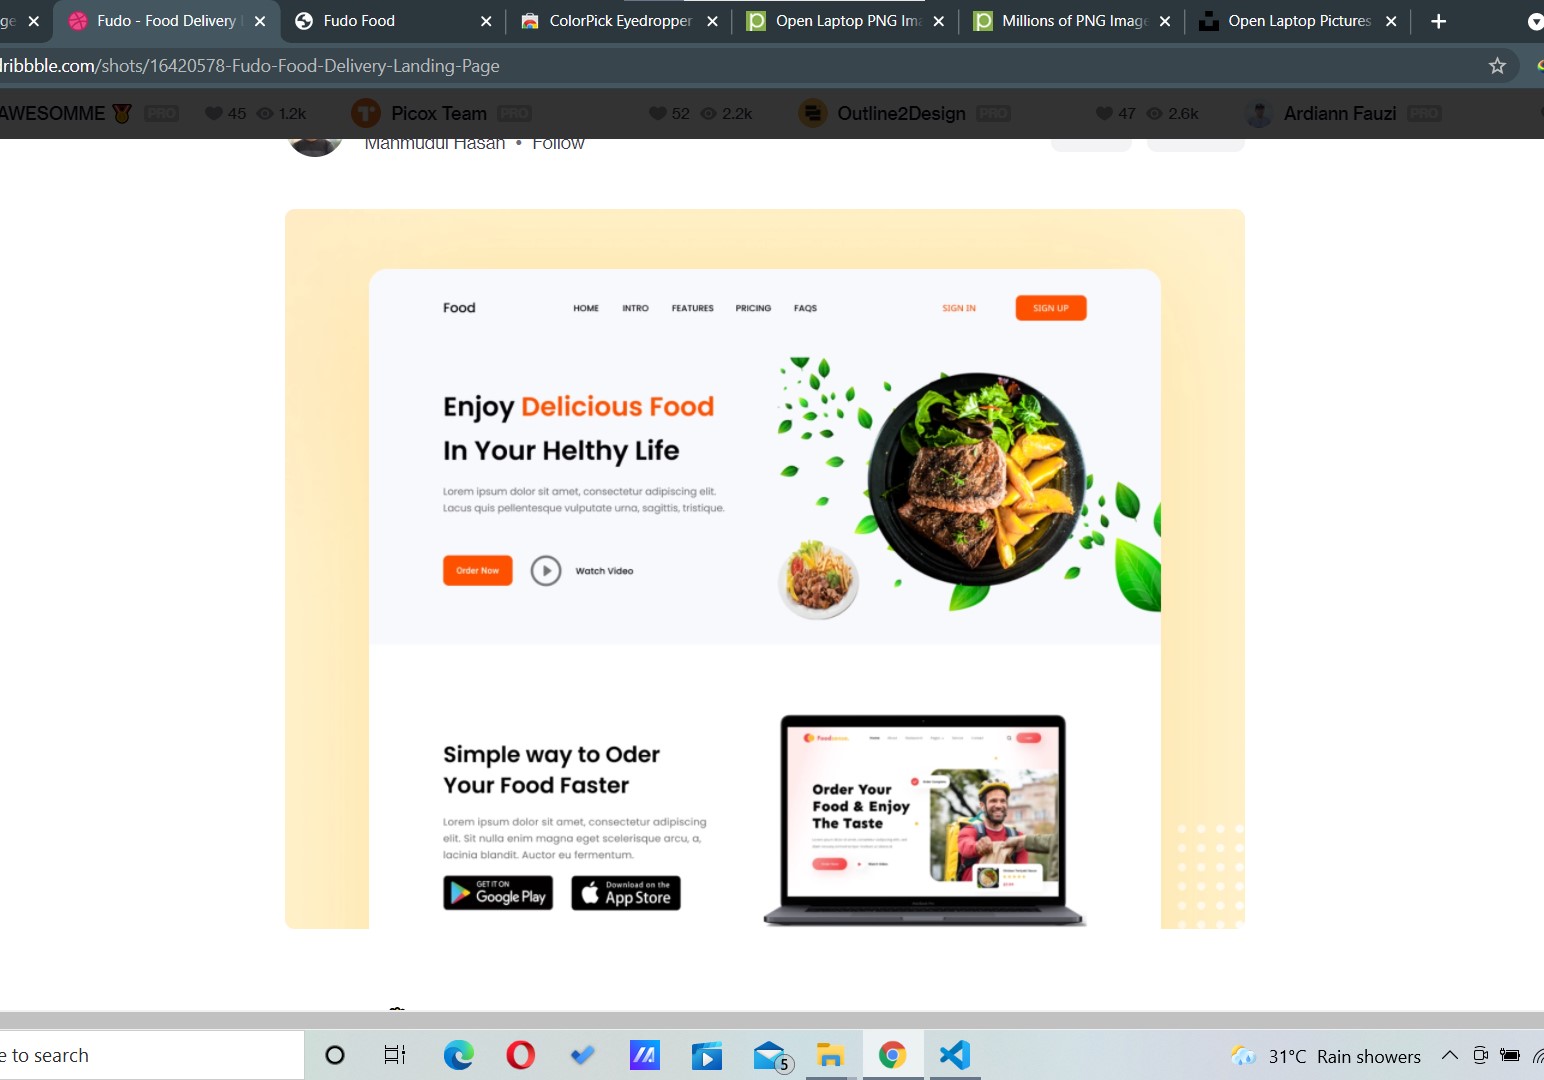 ge
Fudo - Food Delivery
Fudo Food
ColorPick Eyedropper
Open Laptop PNG Ima
Millions of PNG Image
Open Laptop Pictures
dribbble.com/shots/16420578-Fudo-Food-Delivery-Landing-Page
AWESOMME PRO 45 1.2k
Picox Team PRO 52 2.2k
Outline2Design PRO 47 2.6k
Ardiann Fauzi PRO
Mahmudul Hasan • Follow
Food
HOME INTRO FEATURES PRICING FAQS
SIGN IN SIGN UP
Enjoy Delicious Food
In Your Helthy Life
Lorem ipsum dolor sit amet, consectetur adipiscing elit.
Lacus quis pellentesque vulputate urna, sagittis, tristique.
Order Now Watch Video
Simple way to Oder
Your Food Faster
Lorem ipsum dolor sit amet, consectetur adipiscing
elit. Sit nulla enim magna eget scelerisque arcu, a,
lacinia blandit. Auctor eu fermentum.
GET IT ON
Google Play
Download on the
App Store
Home
Order Your
Food & Enjoy
The Taste
Watch Video
e to search
5
31°C Rain showers